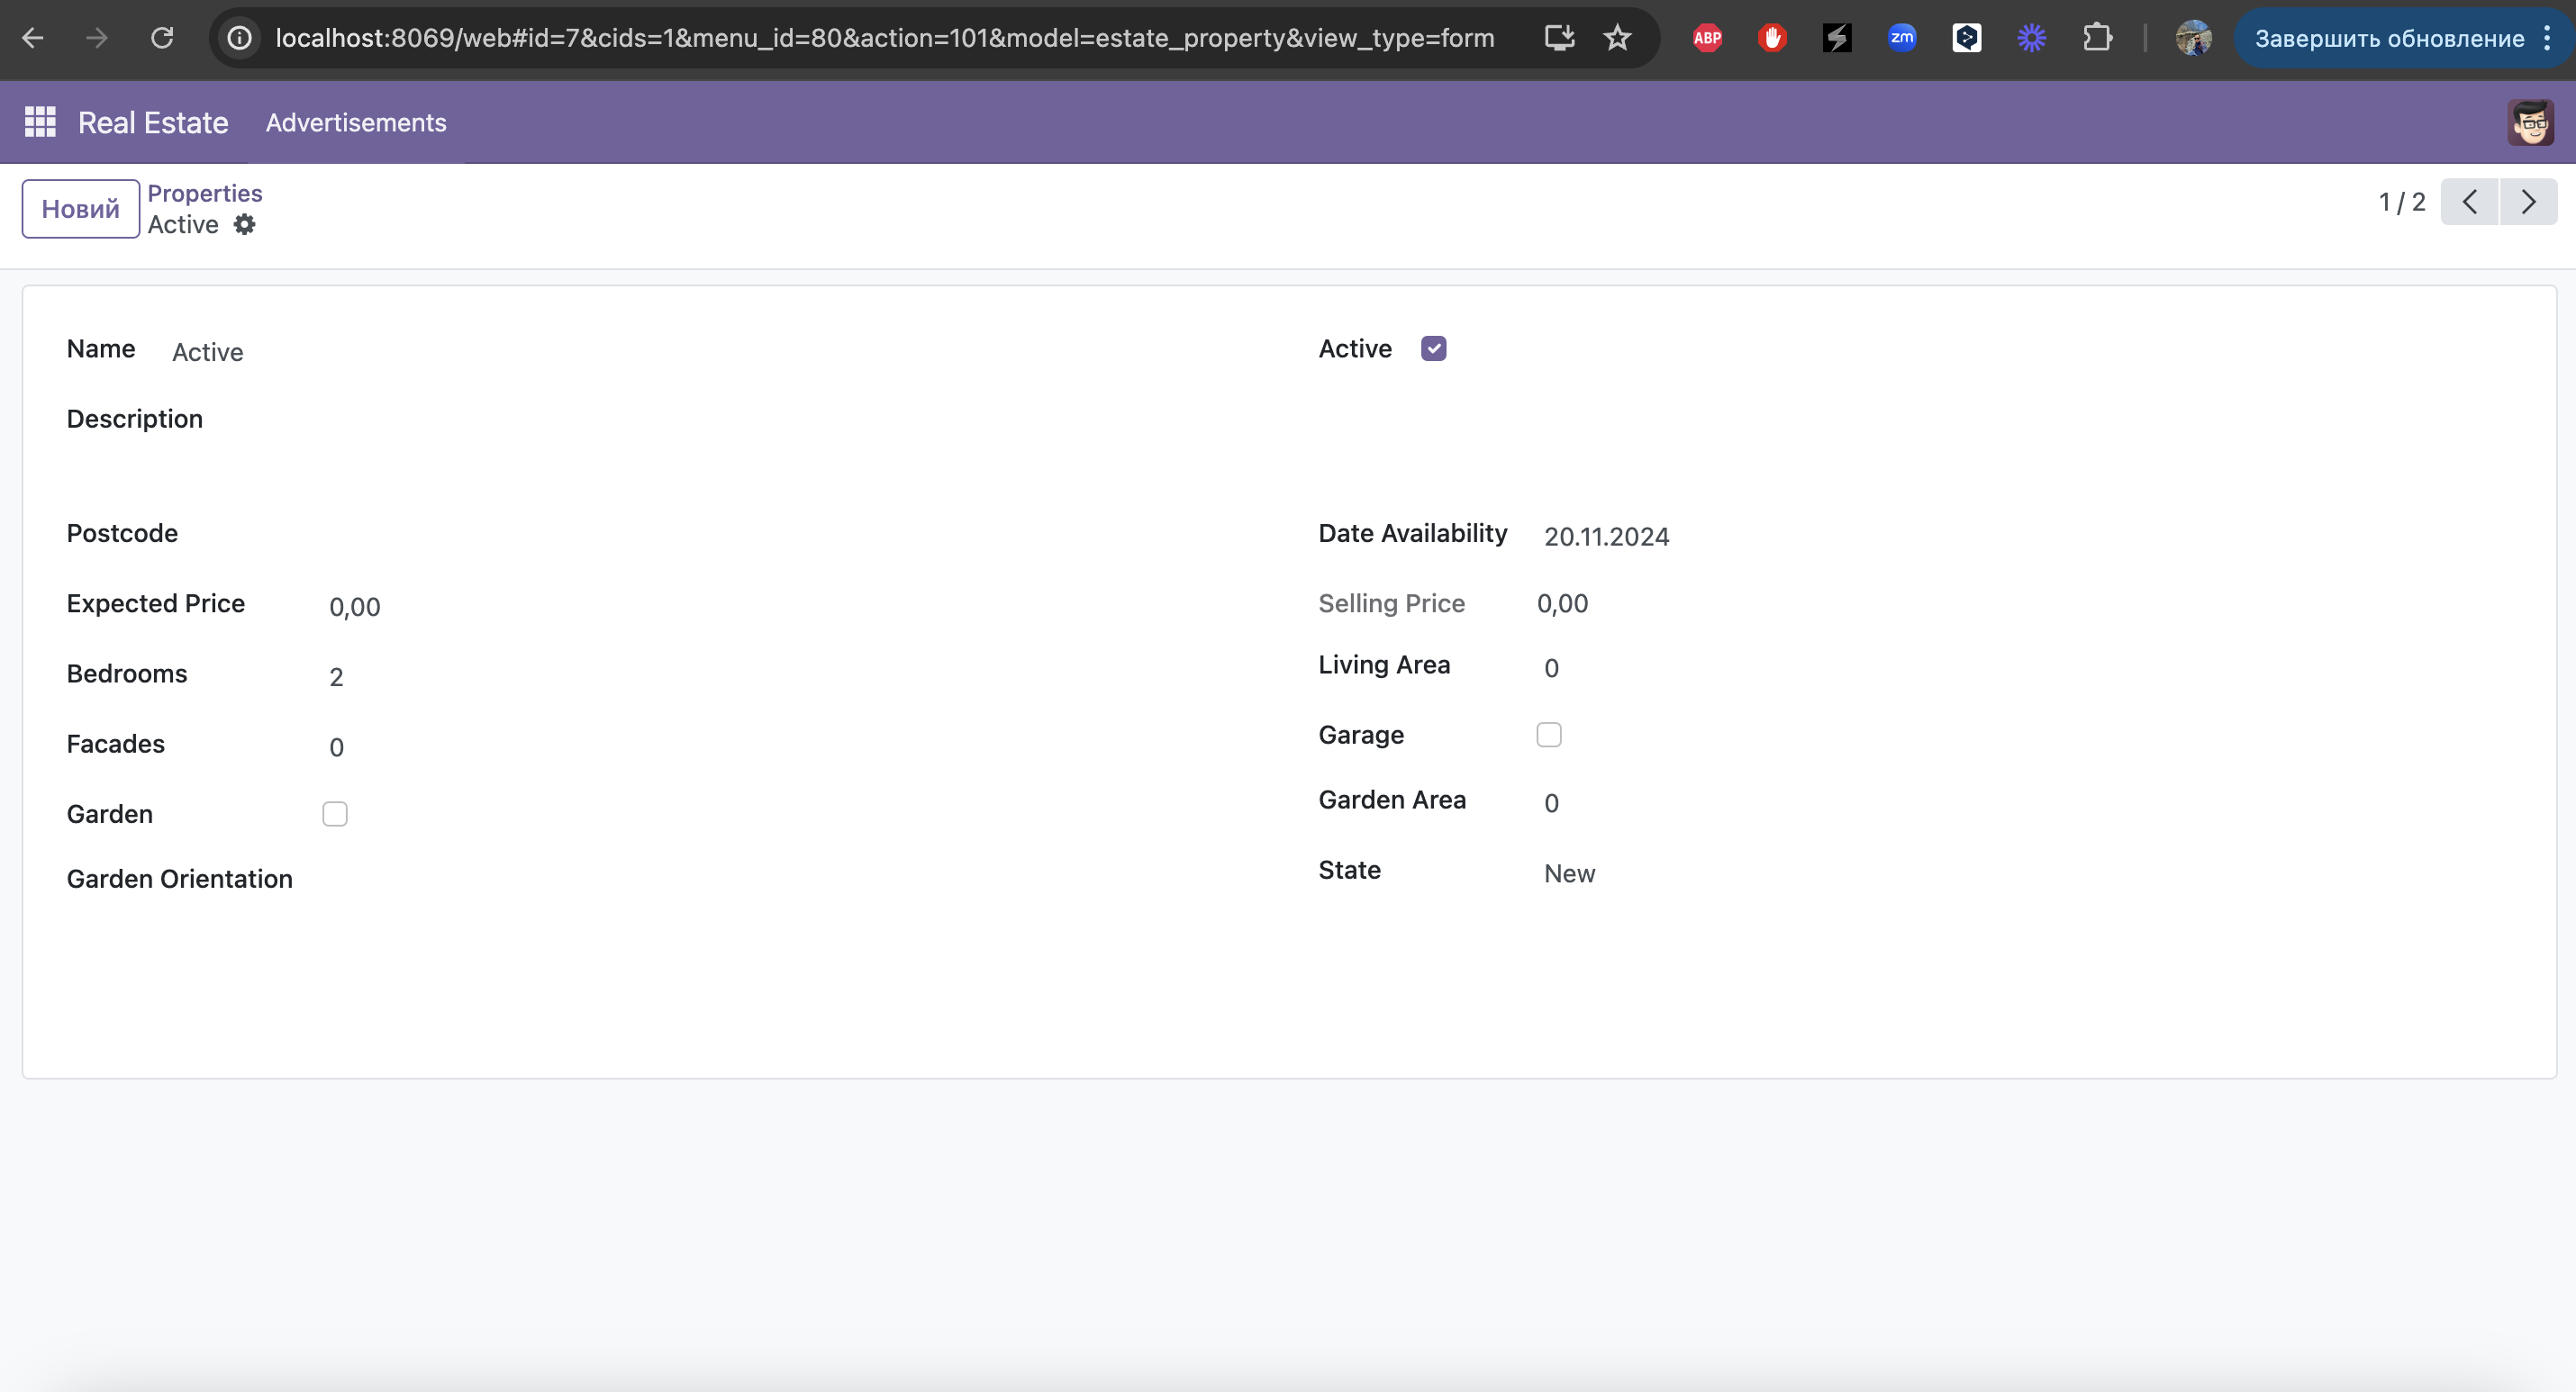 localhost:8069/web#id=7&cids=1&menu_id=80&action=101&model=estate_property&view_type=form
ABP
zm
Завершить обновление
Real Estate
Advertisements
Новий
Properties
Active
1 / 2
Name Active
Active
Description
Postcode
Date Availability 20.11.2024
Expected Price 0,00
Selling Price 0,00
Bedrooms 2
Living Area 0
Facades 0
Garage
Garden
Garden Area 0
Garden Orientation
State New